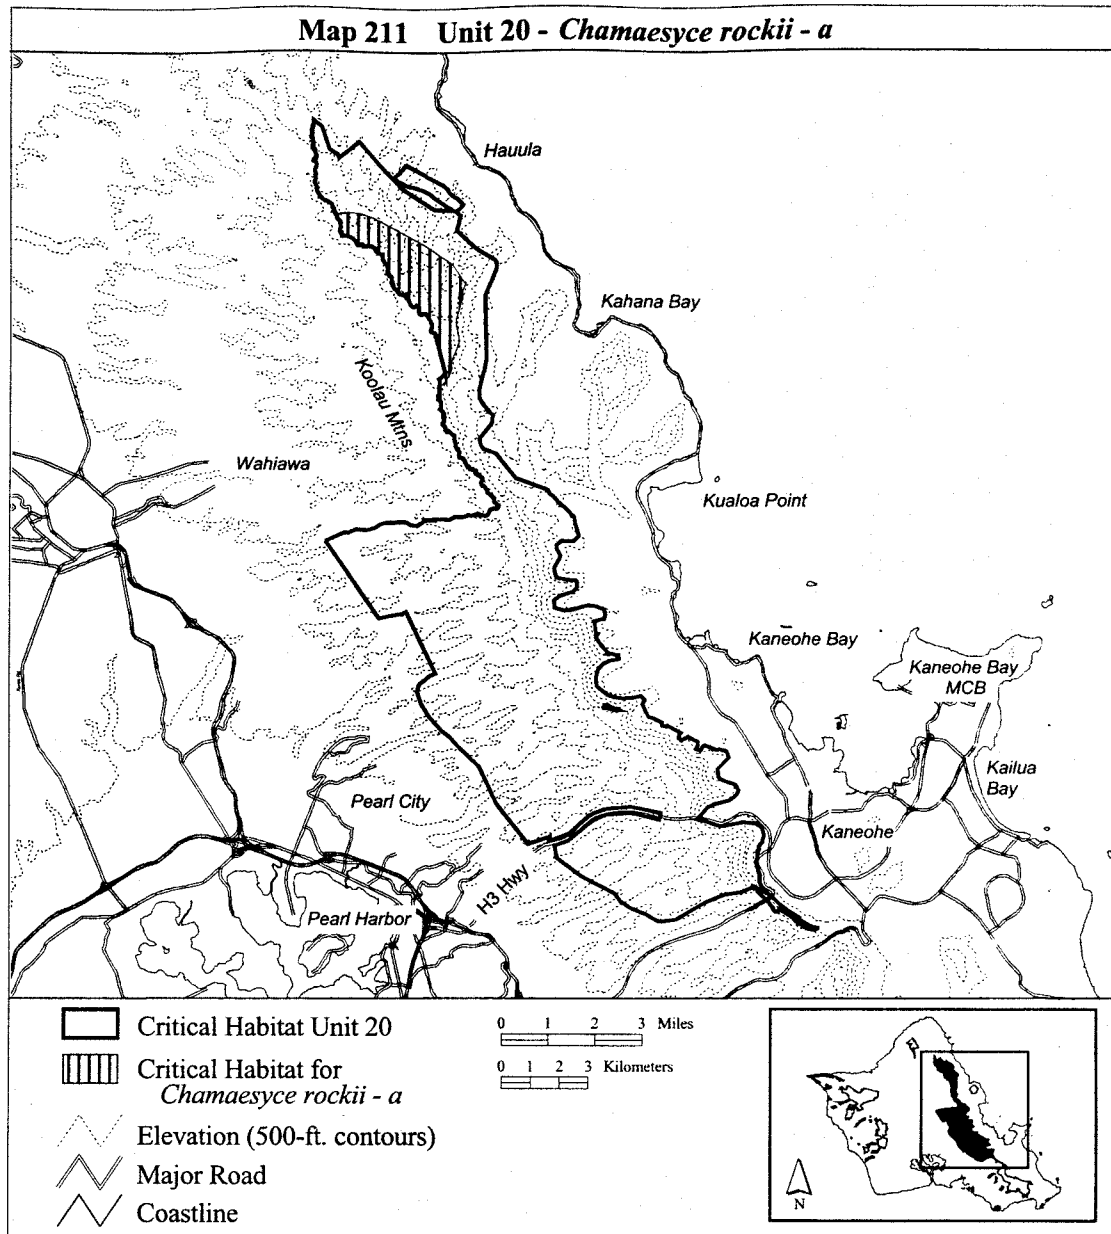 Map 211 Unit 20 - Chamaesyce rockii - a
Hauula
Kahana Bay
Koolau Mtns
Wahiawa
Kualoa Point
Kaneohe Bay
Kaneohe Bay
MCB
Kailua
Bay
Pearl City
Kaneohe
H3 Hwy
Pearl Harbor
Critical Habitat Unit 20
Critical Habitat for
Chamaesyce rockii - a
Elevation (500-ft. contours)
Major Road
Coastline
0 1 2 3 Miles
0 1 2 3 Kilometers
N